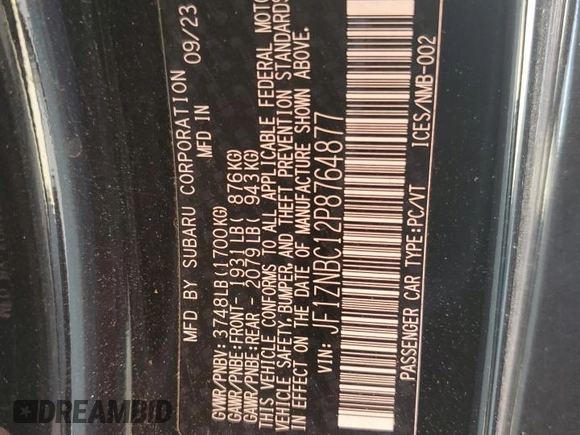 MFD BY SUBARU CORPORATION 09/23
MFD IN
GVWR/PNBV: 3748LB(1700KG)
GAWR/PNBE-FRONT- 1931LB( 876KG)
GAWR/PNBE-REAR - 2079LB( 943KG)
THIS VEHICLE CONFORMS TO ALL APPLICABLE FEDERAL
VEHICLE SAFETY, BUMPER, AND THEFT PREVENTION STANDARDS
IN EFFECT ON THE DATE OF MANUFACTURE SHOWN ABOVE.
VIN: JF1ZNBC12P8764877
PASSENGER CAR TYPE:PC/VT ICES/NMB-002
DREAMBID